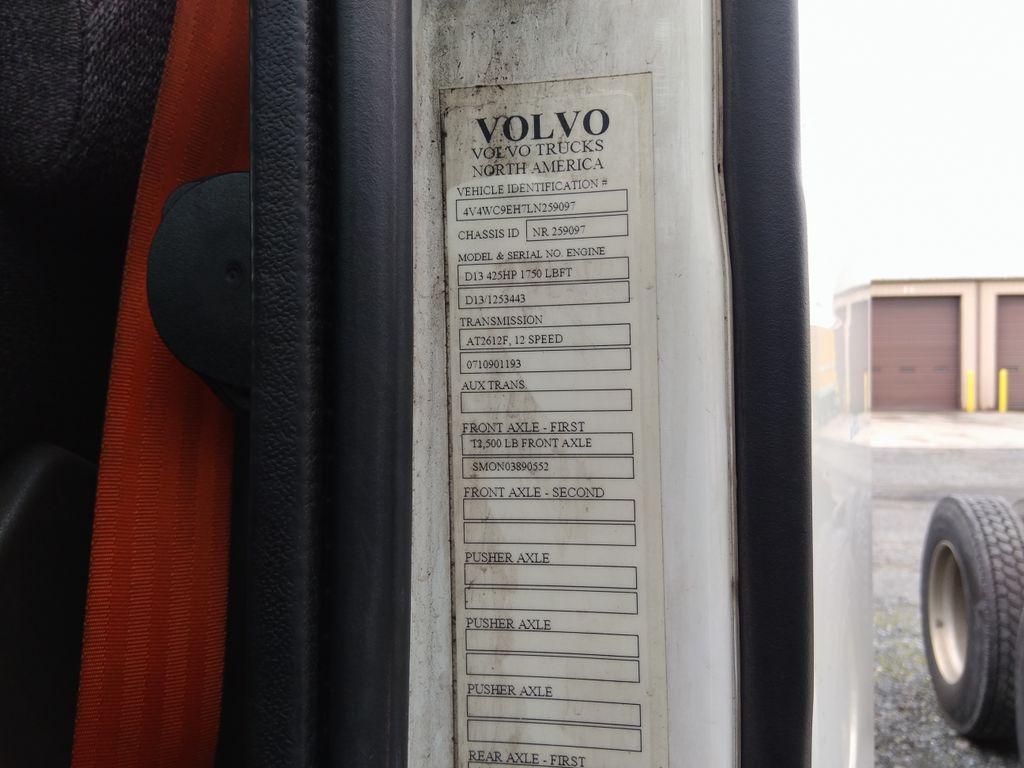 VOLVO
VOLVO TRUCKS
NORTH AMERICA
VEHICLE IDENTIFICATION #
4V4WC9EH7LN259097
CHASSIS ID NR 259097
MODEL & SERIAL NO. ENGINE
D13 425HP 1750 LBFT
D13/1253443
TRANSMISSION
AT2612F, 12 SPEED
0710901193
AUX TRANS.
FRONT AXLE - FIRST
12,500 LB FRONT AXLE
SMON03890552
FRONT AXLE - SECOND
PUSHER AXLE
PUSHER AXLE
PUSHER AXLE
REAR AXLE - FIRST